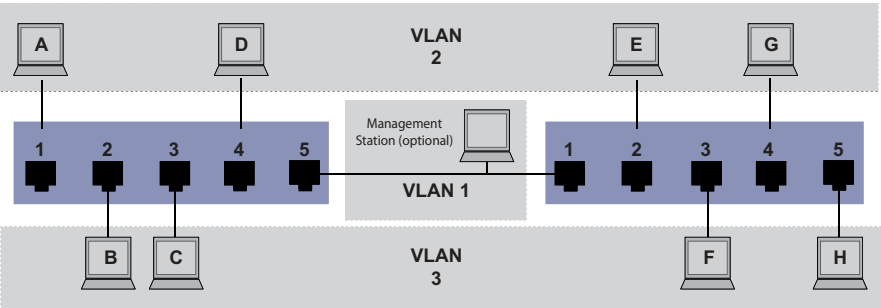 A
D
VLAN
2
E
G
Management
Station (optional)
1
2
3
4
5
1
2
3
4
5
VLAN 1
B
C
VLAN
3
F
H